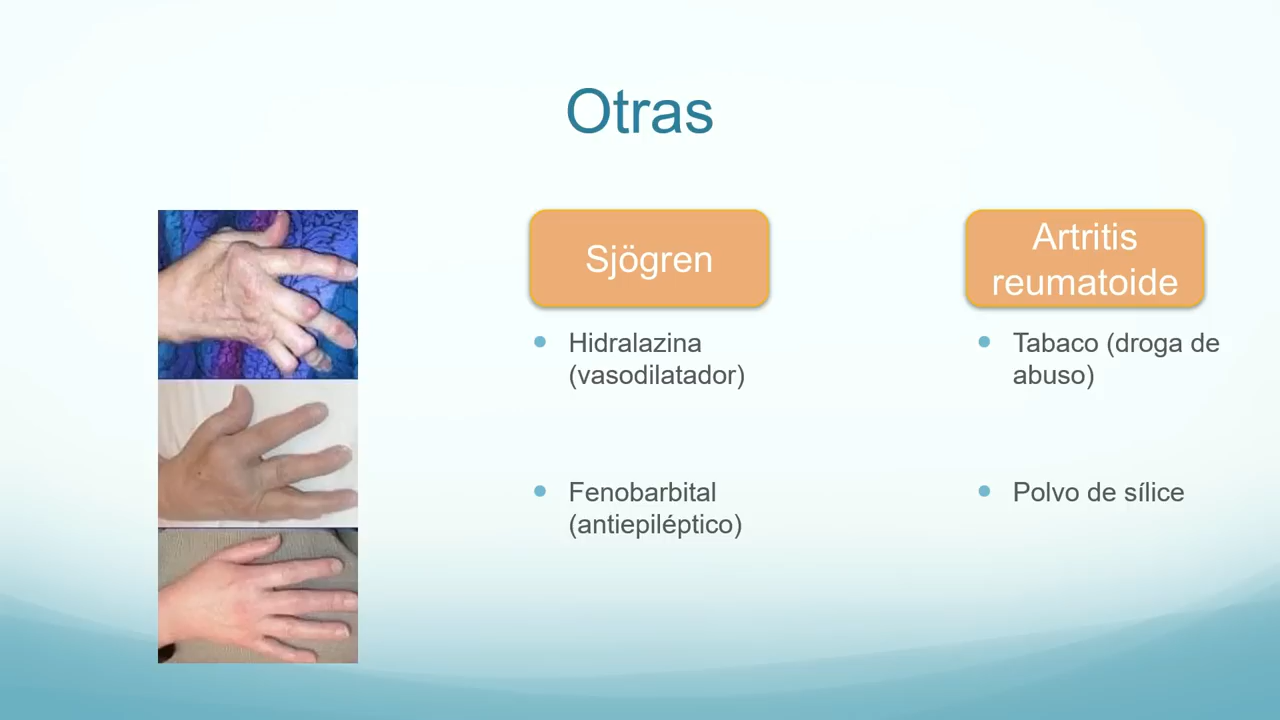 Otras
Sjögren
Hidralazina
(vasodilatador)
Fenobarbital
(antiepiléptico)
Artritis
reumatoide
Tabaco (droga de
abuso)
Polvo de sílice